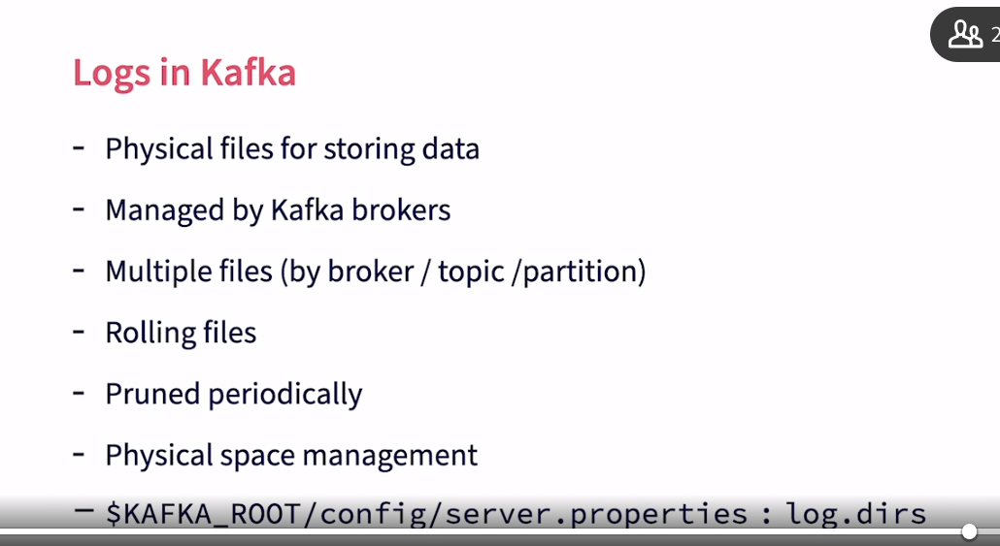 2
Logs in Kafka
- Physical files for storing data
- Managed by Kafka brokers
- Multiple files (by broker / topic /partition)
- Rolling files
- Pruned periodically
- Physical space management
- $KAFKA_ROOT/config/server.properties : log.dirs